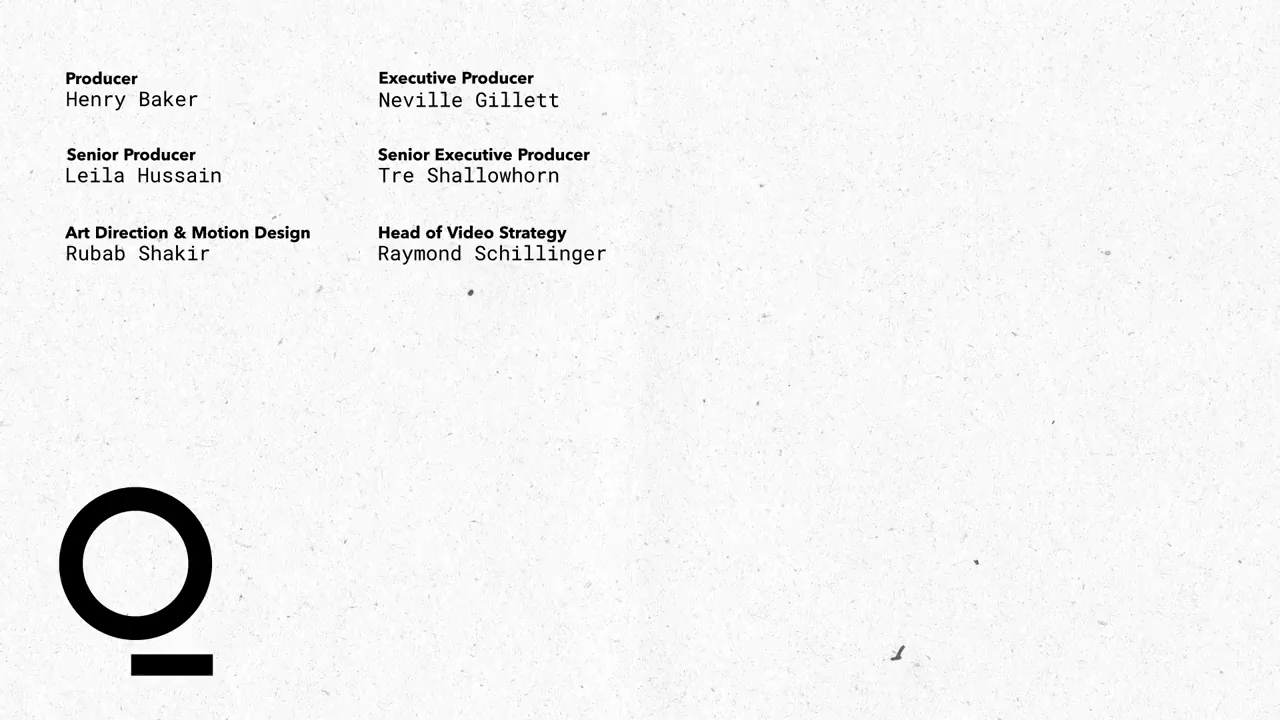 Producer
Henry Baker
Executive Producer
Neville Gillett
Senior Producer
Leila Hussain
Senior Executive Producer
Tre Shallowhorn
Art Direction & Motion Design
Rubab Shakir
Head of Video Strategy
Raymond Schillinger